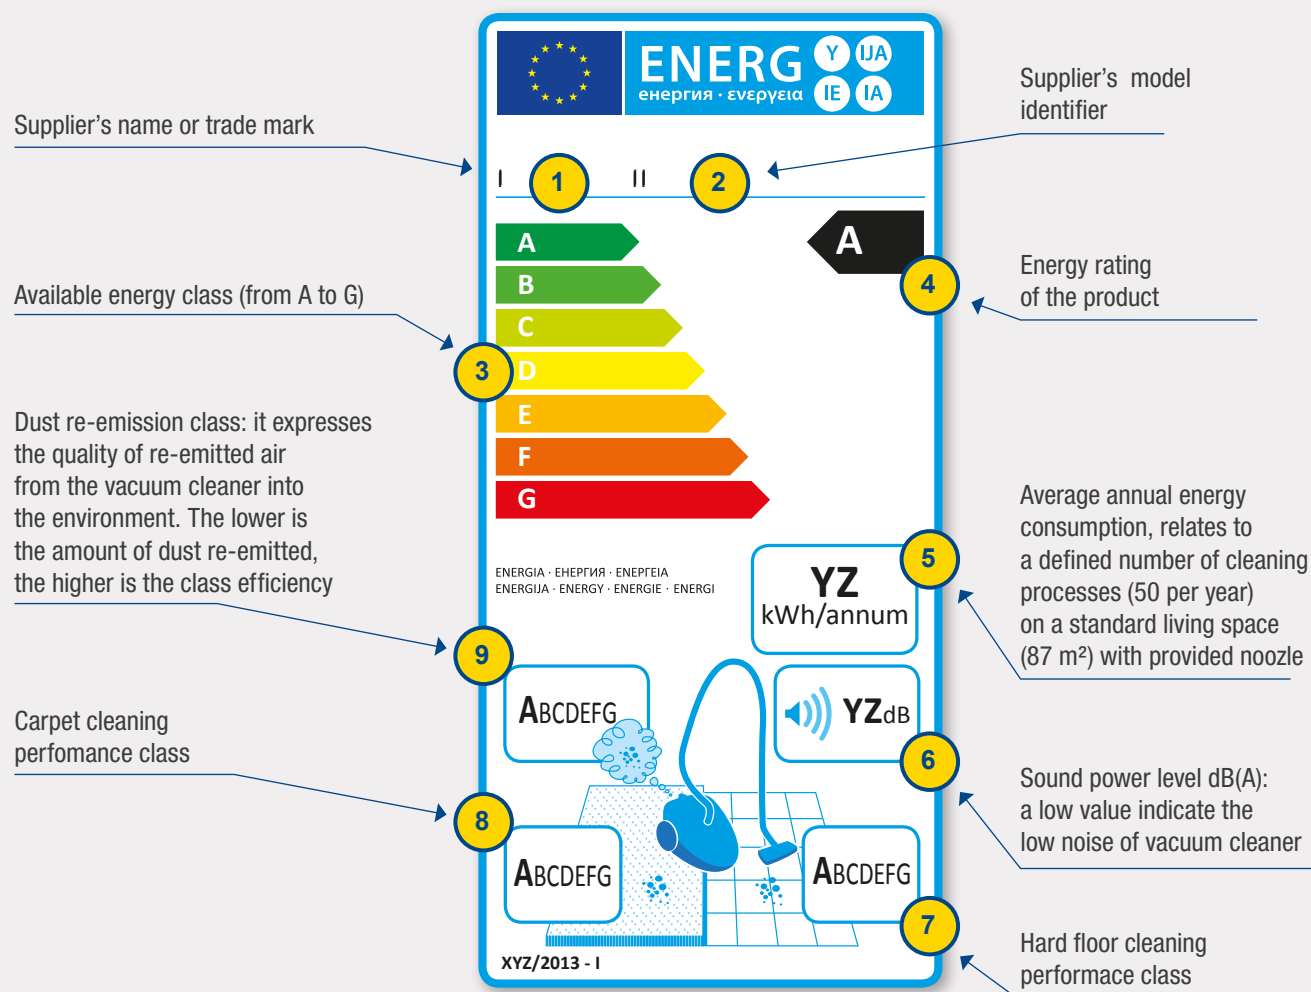 ENERG
енергия · ενεργεια
Y
IJA
IE
IA
Supplier's name or trade mark
Supplier's  model
identifier
I
1
II
2
A
B
C
D
E
F
G
A
4
Energy rating
of the product
Available energy class (from A to G)
3
Dust re-emission class: it expresses
the quality of re-emitted air
from the vacuum cleaner into
the environment. The lower is
the amount of dust re-emitted,
the higher is the class efficiency
ENERGIA · ЕНЕРГИЯ · ΕΝΕΡΓΕΙΑ
ENERGIJA · ENERGY · ENERGIE · ENERGI
YZ
kWh/annum
5
Average annual energy
consumption, relates to
a defined number of cleaning
processes (50 per year)
on a standard living space
(87 m²) with provided noozle
9
ABCDEFG
YZdB
6
Sound power level dB(A):
a low value indicate the
low noise of vacuum cleaner
Carpet cleaning
perfomance class
8
ABCDEFG
ABCDEFG
7
Hard floor cleaning
performace class
XYZ/2013 - I